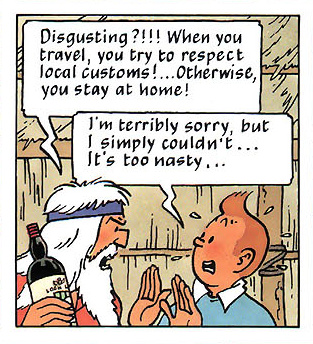 Disgusting?!!! When you
travel, you try to respect
local customs!...Otherwise,
you stay at home!
I'm terribly sorry, but
I simply couldn't...
It's too nasty...